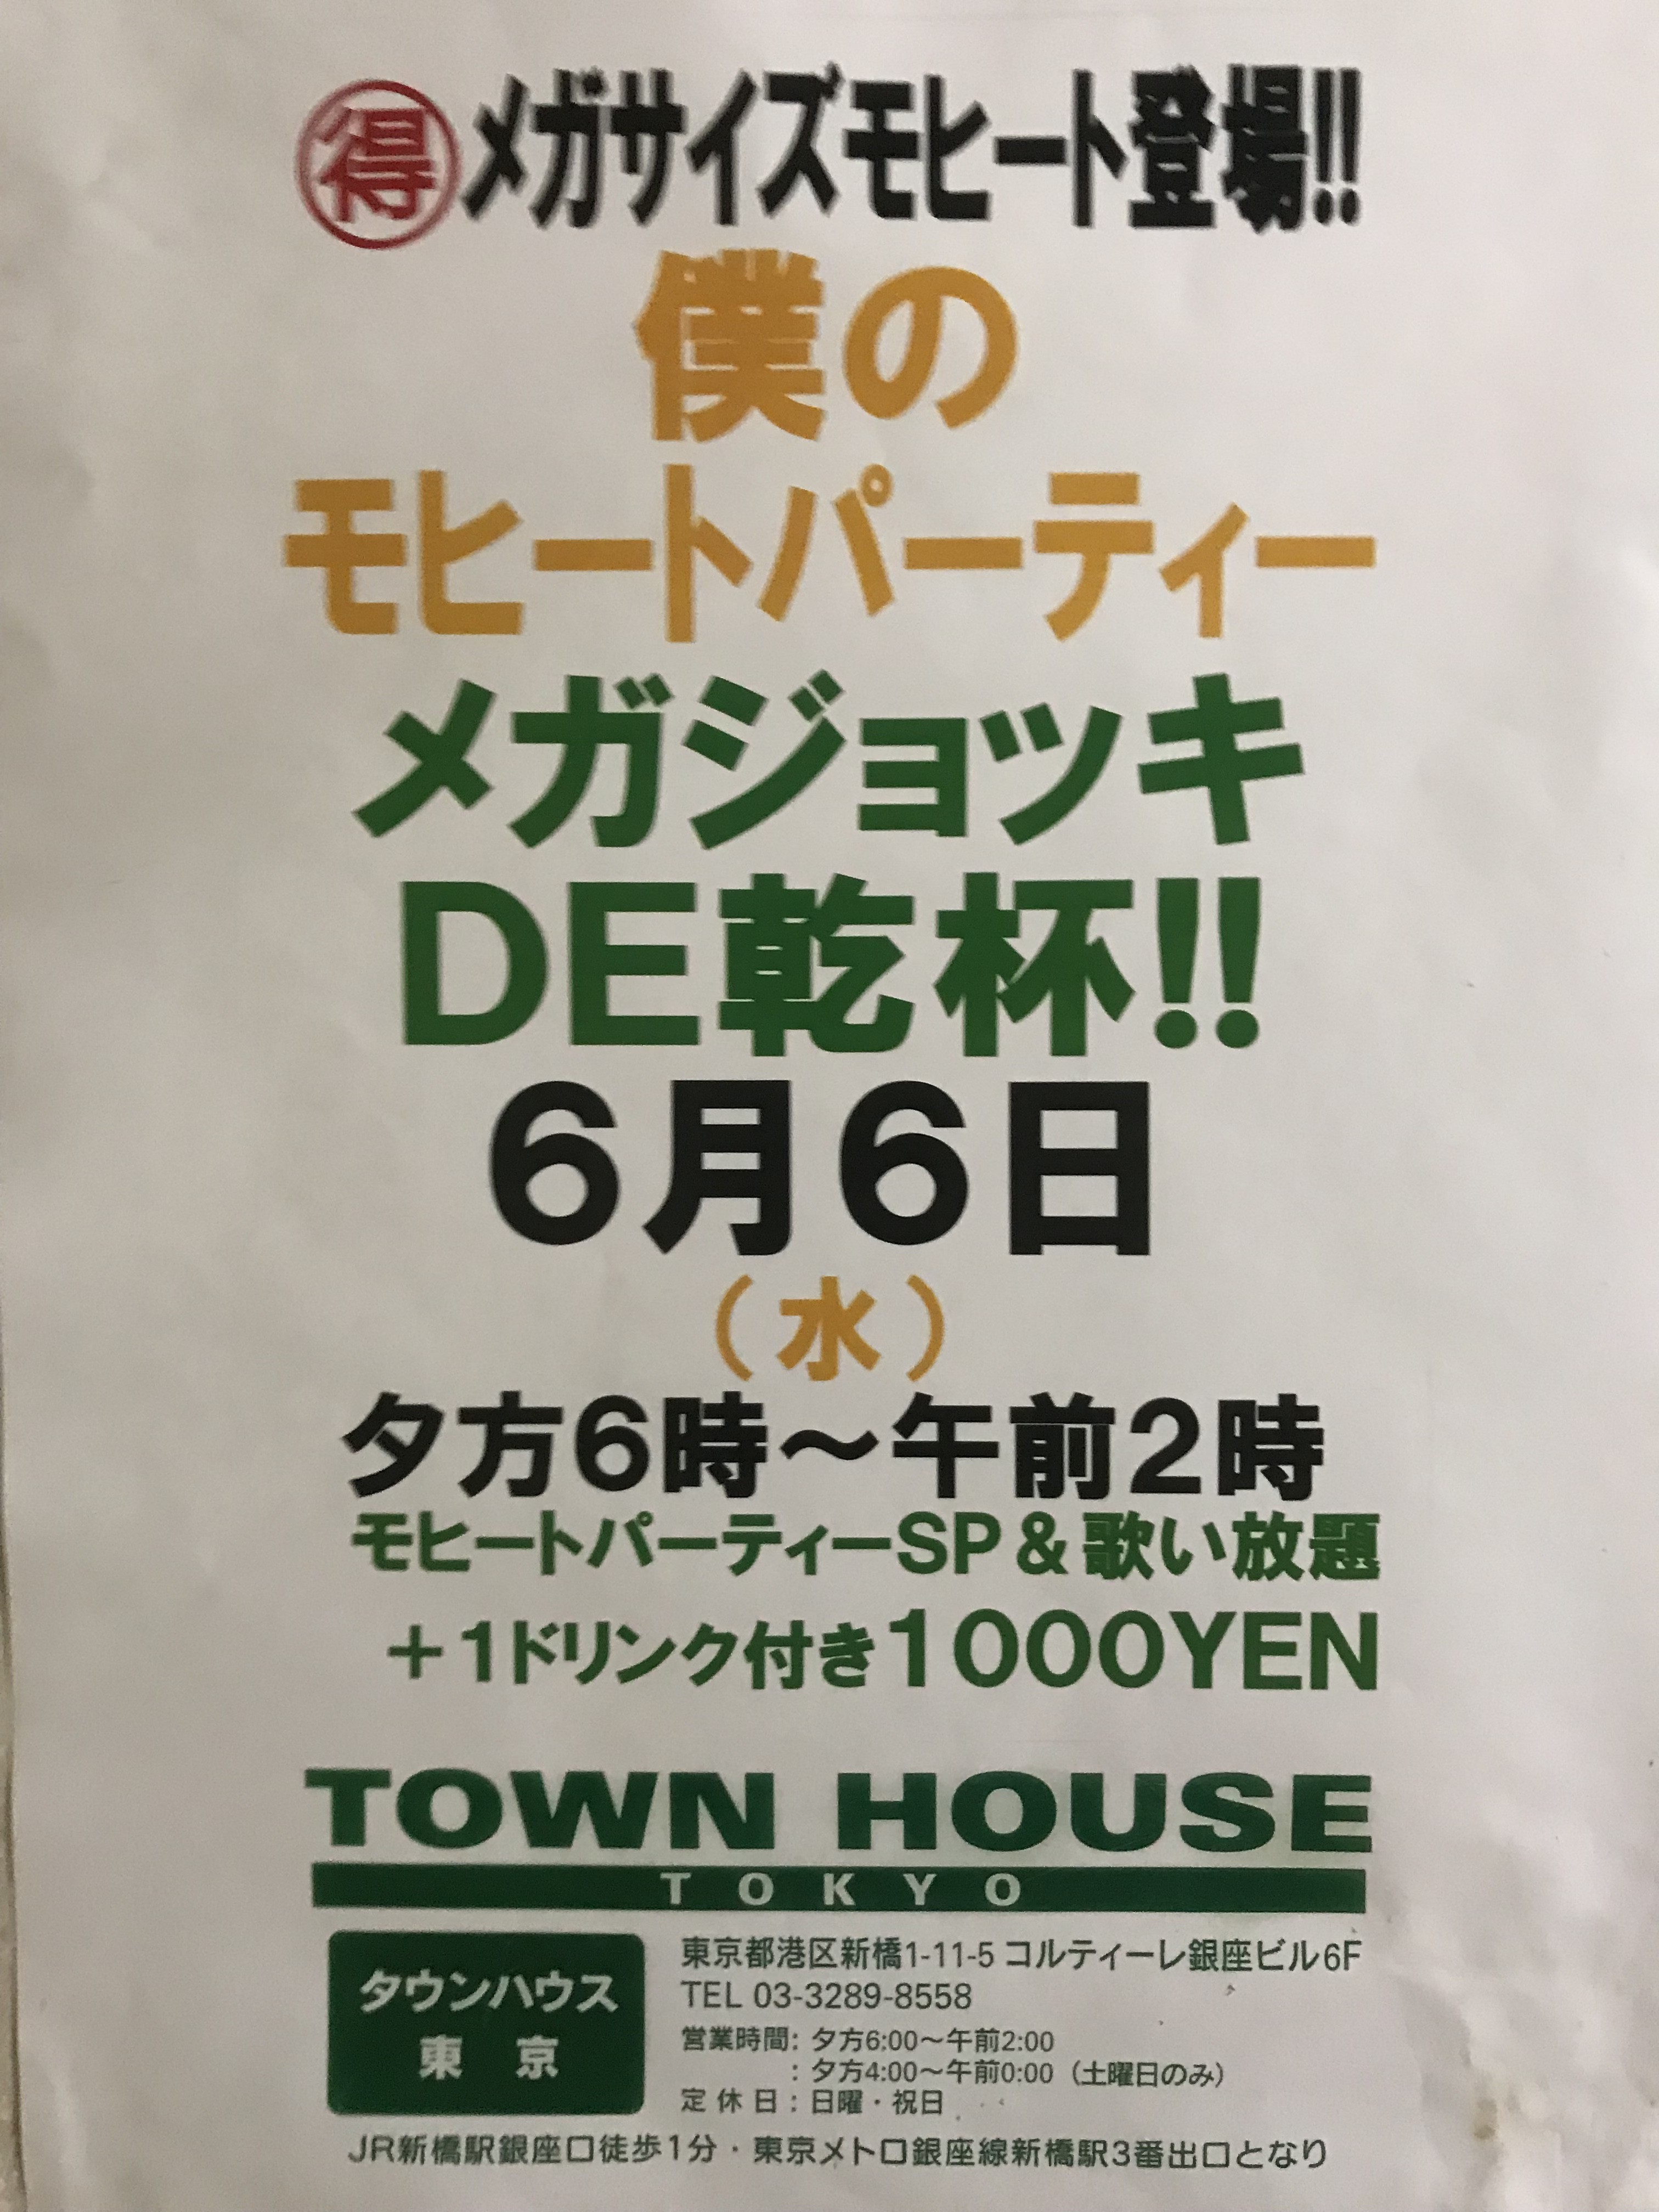 ㊝メガサイズモヒート登場!!
僕の
モヒートパーティー
メガジョッキ
DE乾杯!!
6月6日
（水）
夕方6時～午前2時
モヒートパーティーSP＆歌い放題
＋1ドリンク付き1000YEN
TOWN HOUSE
TOKYO
タウンハウス
東京
東京都港区新橋1-11-5 コルティーレ銀座ビル6F
TEL 03-3289-8558
営業時間: 夕方6:00～午前2:00
: 夕方4:00～午前0:00（土曜日のみ）
定休日: 日曜・祝日
JR新橋駅銀座口徒歩1分・東京メトロ銀座線新橋駅3番出口となり